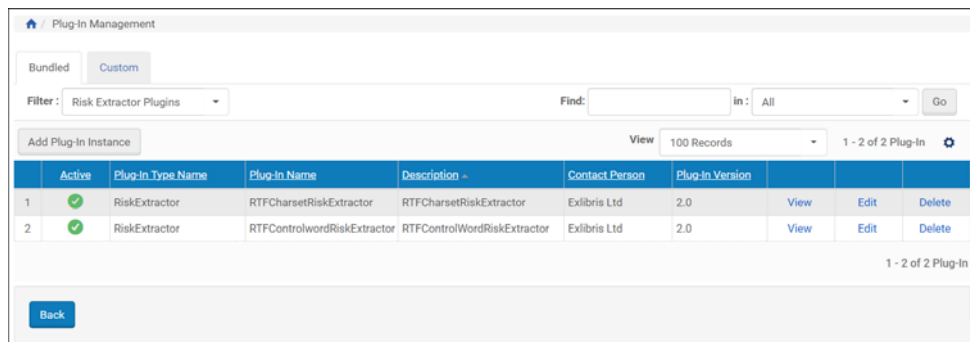 / Plug-In Management
Bundled Custom
Filter : Risk Extractor Plugins Find: in : All Go
Add Plug-In Instance View 100 Records 1 - 2 of 2 Plug-In
Active Plug-In Type Name Plug-In Name Description Contact Person Plug-In Version
1 RiskExtractor RTFCharsetRiskExtractor RTFCharsetRiskExtractor Exlibris Ltd 2.0 View Edit Delete
2 RiskExtractor RTFControlwordRiskExtractor RTFControlWordRiskExtractor Exlibris Ltd 2.0 View Edit Delete
1 - 2 of 2 Plug-In
Back